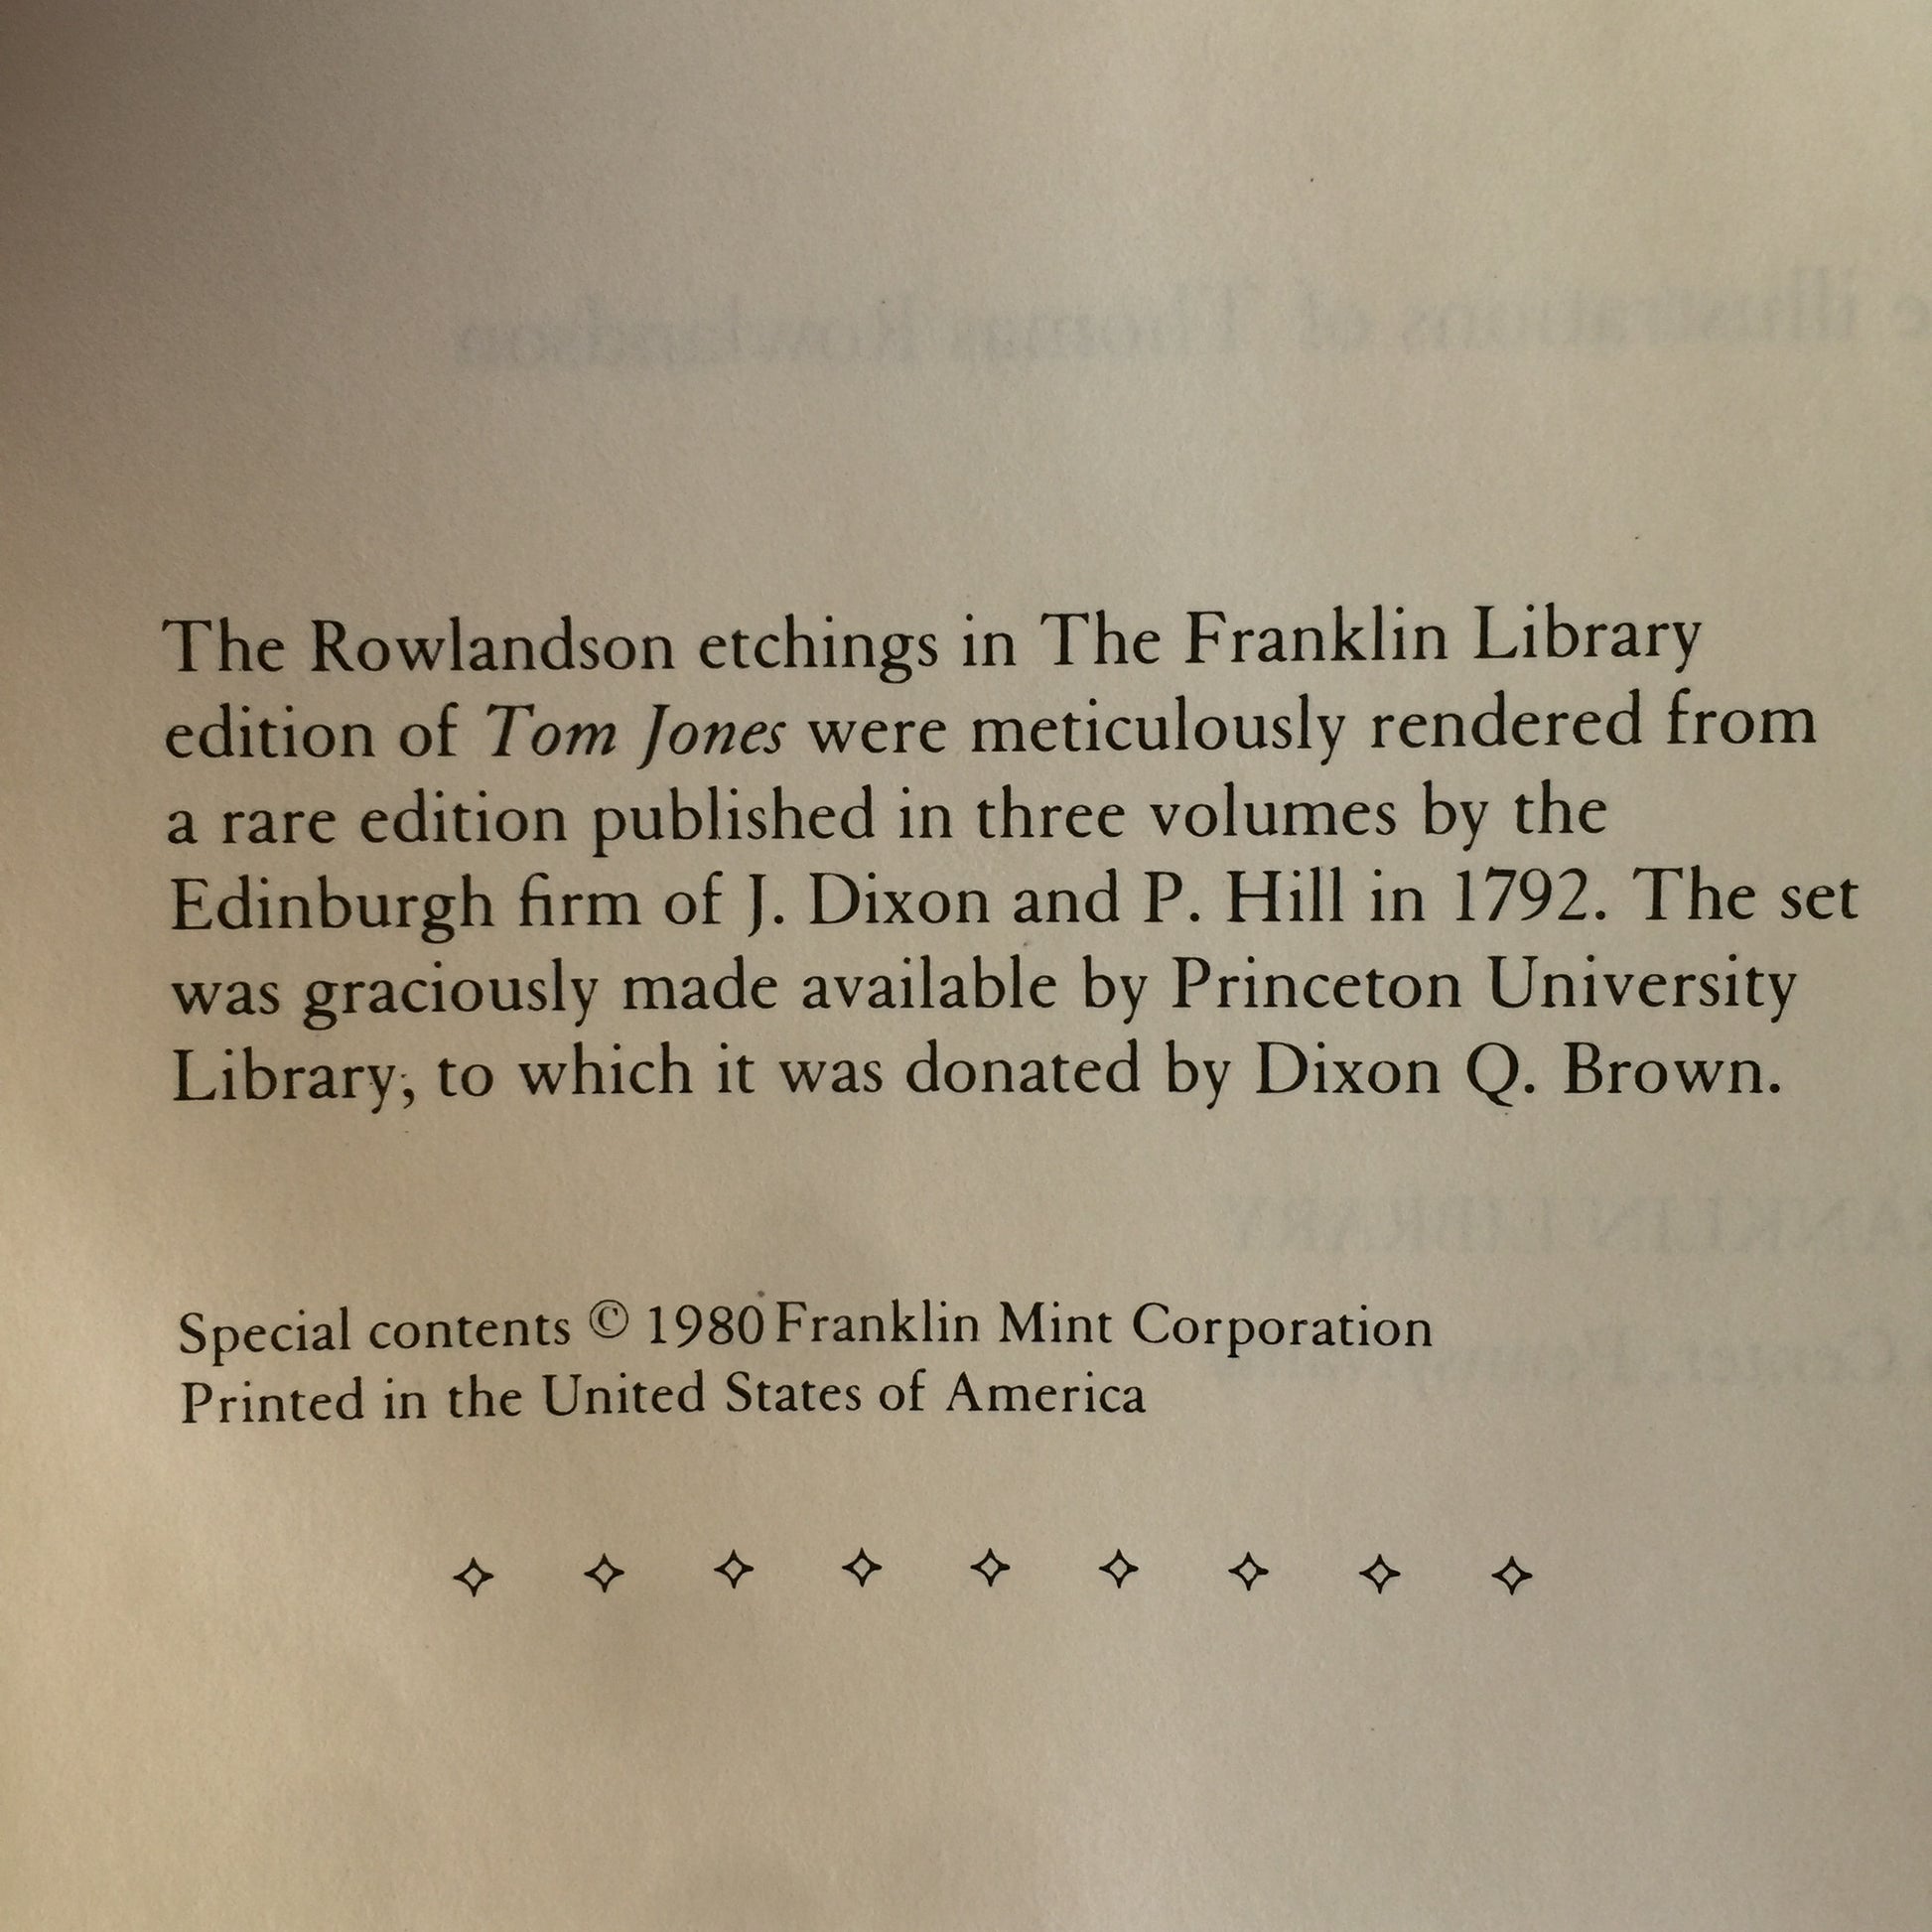 The Rowlandson etchings in The Franklin Library
edition of Tom Jones were meticulously rendered from
a rare edition published in three volumes by the
Edinburgh firm of J. Dixon and P. Hill in 1792. The set
was graciously made available by Princeton University
Library, to which it was donated by Dixon Q. Brown.
Special contents © 1980 Franklin Mint Corporation
Printed in the United States of America